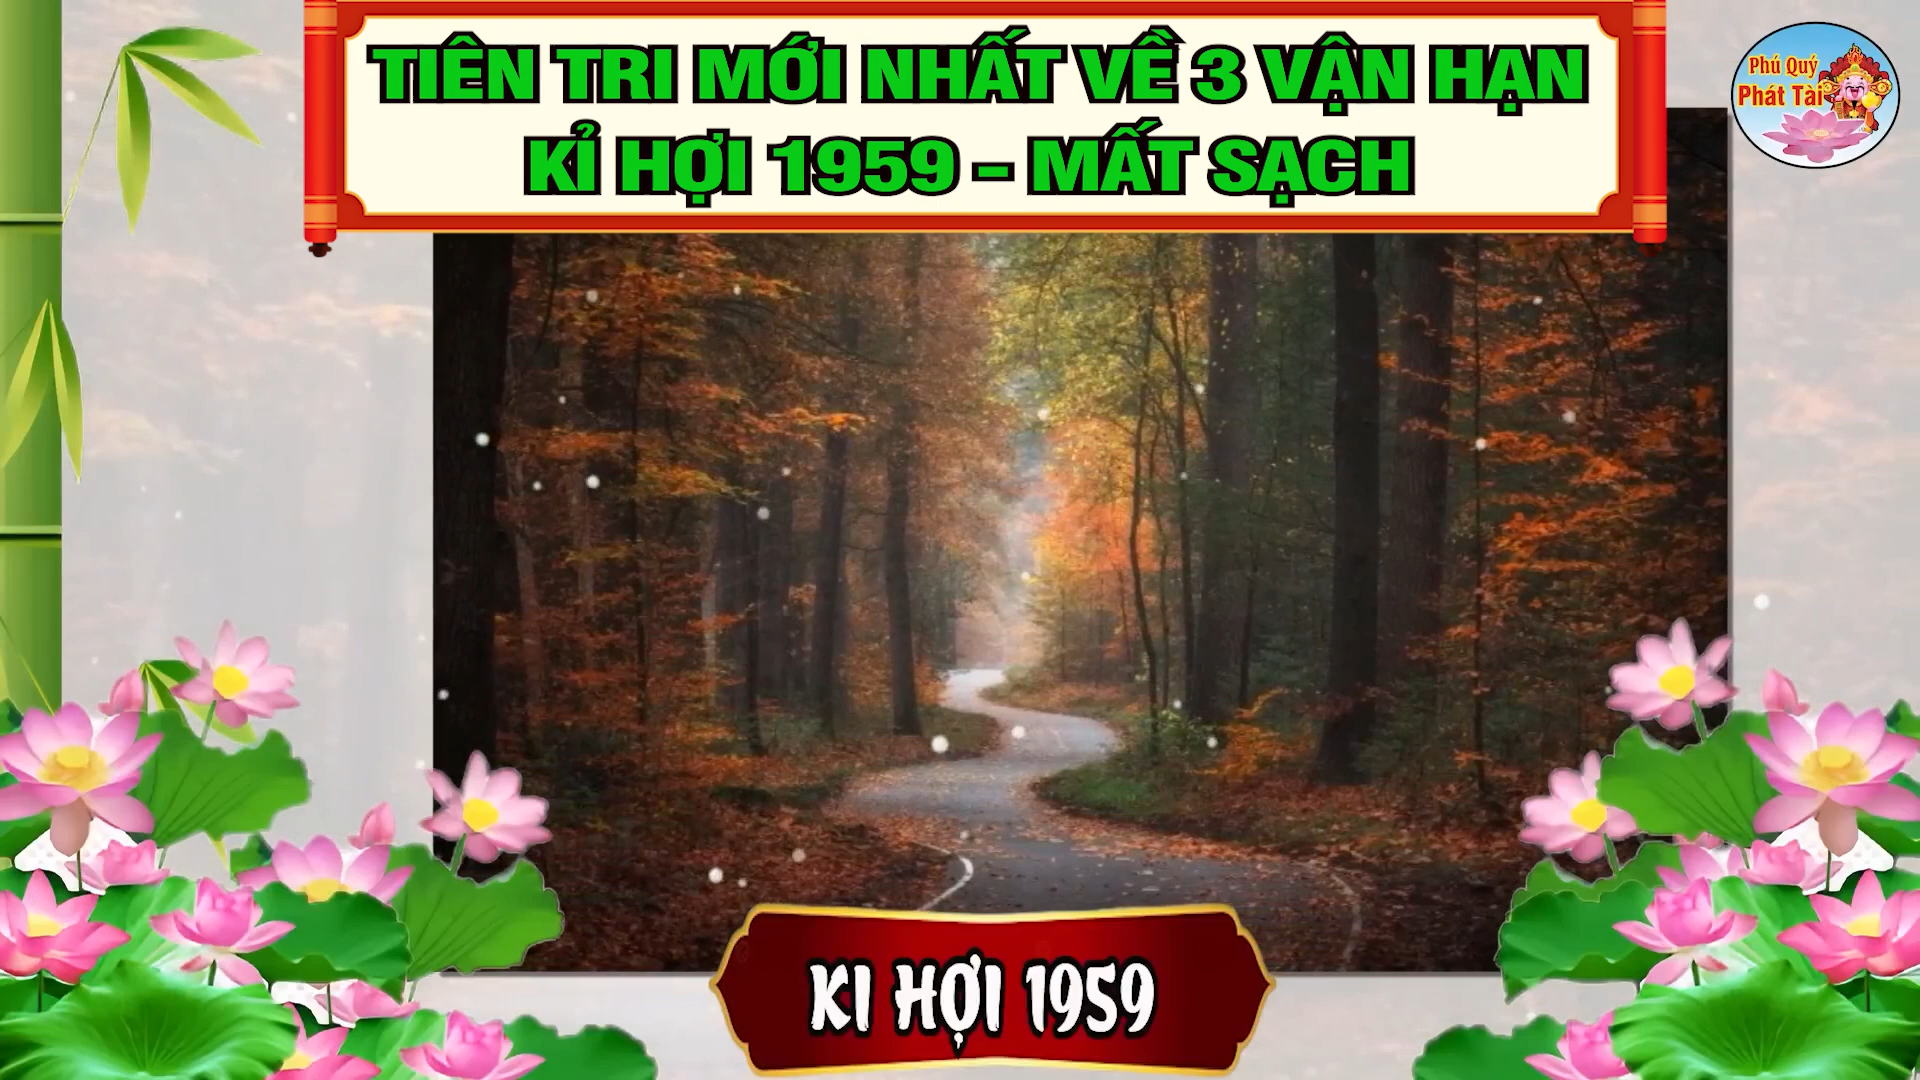 TIÊN TRI MỚI NHẤT VỀ 3 VẬN HẠN
KỈ HỢI 1959 - MẤT SẠCH
Phú Quý
Phát Tài
KI HỢI 1959